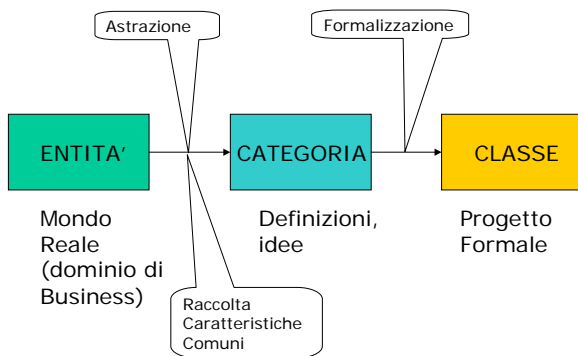 Astrazione
Formalizzazione
ENTITA’
CATEGORIA
CLASSE
Mondo
Reale
(dominio di
Business)
Definizioni,
idee
Progetto
Formale
Raccolta
Caratteristiche
Comuni